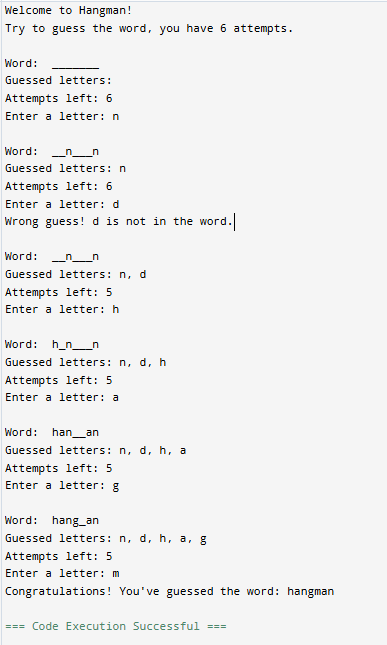 Welcome to Hangman!
Try to guess the word, you have 6 attempts.
Word:  _______
Guessed letters:
Attempts left: 6
Enter a letter: n
Word:  __n___n
Guessed letters: n
Attempts left: 6
Enter a letter: d
Wrong guess! d is not in the word.
Word:  __n___n
Guessed letters: n, d
Attempts left: 5
Enter a letter: h
Word:  h_n___n
Guessed letters: n, d, h
Attempts left: 5
Enter a letter: a
Word:  han__an
Guessed letters: n, d, h, a
Attempts left: 5
Enter a letter: g
Word:  hang_an
Guessed letters: n, d, h, a, g
Attempts left: 5
Enter a letter: m
Congratulations! You've guessed the word: hangman
=== Code Execution Successful ===